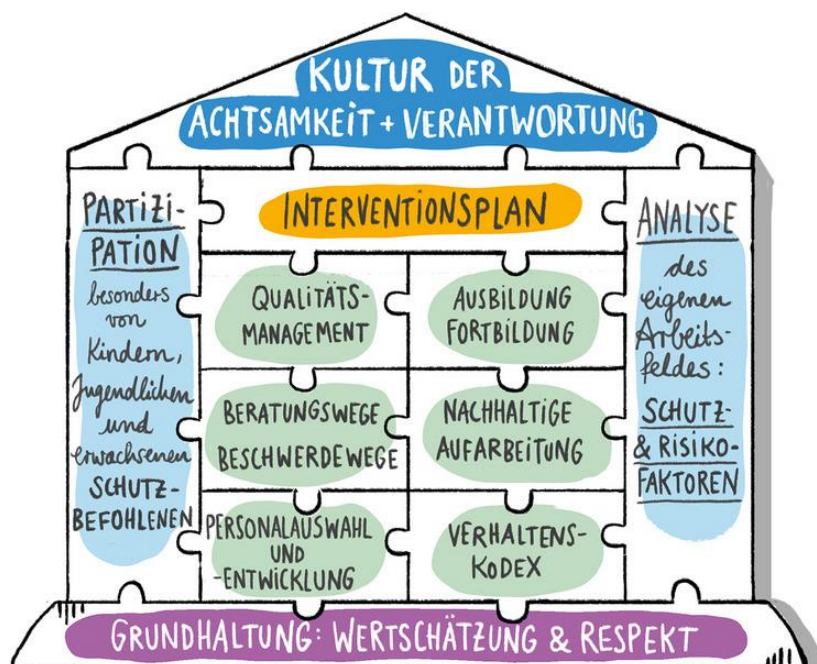 KULTUR DER
ACHTSAMKEIT + VERANTWORTUNG
PARTIZI-
PATION
besonders
von
Kindern,
Jugendlichen
und
erwachsenen
SCHUTZ-
BEFOHLENEN
INTERVENTIONSPLAN
QUALITÄTS-
MANAGEMENT
AUSBILDUNG
FORTBILDUNG
BERATUNGSWEGE
BESCHWERDEWEGE
NACHHALTIGE
AUFARBEITUNG
PERSONALAUSWAHL
UND
-ENTWICKLUNG
VERHALTENS-
KODEX
ANALYSE
des
eigenen
Arbeits-
feldes:
SCHUTZ-
& RISIKO-
FAKTOREN
GRUNDHALTUNG: WERTSCHÄTZUNG & RESPEKT